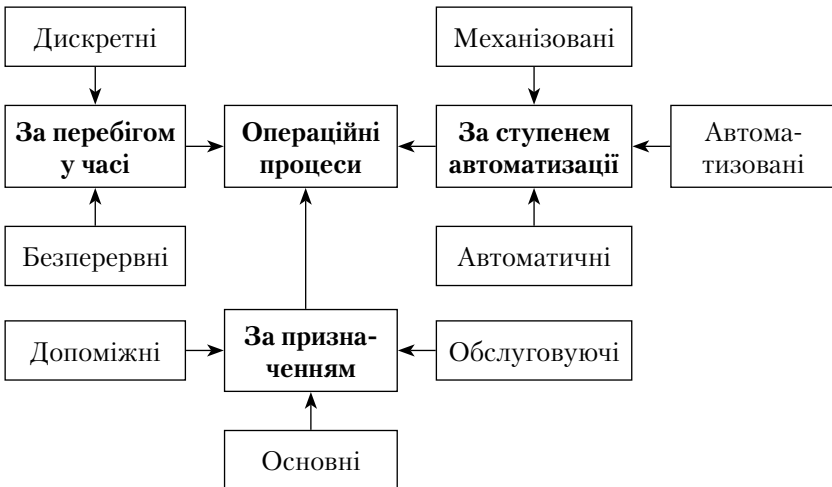 Дискретні
Механізовані
За перебігом
у часі
Операційні
процеси
За ступенем
автоматизації
Автома-
тизовані
Безперервні
Автоматичні
Допоміжні
За призна-
ченням
Обслуговуючі
Основні